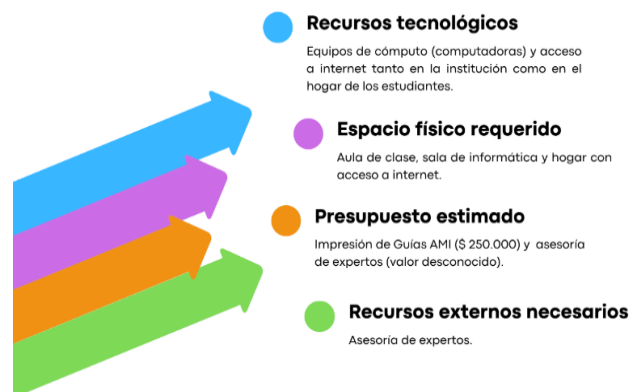 Recursos tecnológicos
Equipos de cómputo (computadoras) y acceso
a internet tanto en la institución como en el
hogar de los estudiantes.
Espacio físico requerido
Aula de clase, sala de informática y hogar con
acceso a internet.
Presupuesto estimado
Impresión de Guías AMI ($ 250.000) y asesoría
de expertos (valor desconocido).
Recursos externos necesarios
Asesoría de expertos.